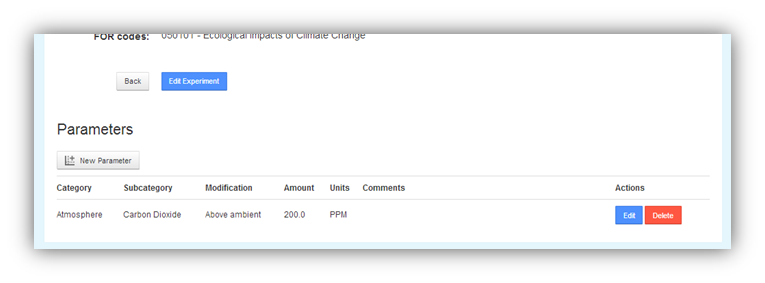 FOR codes: 050101 - Ecological Impacts of Climate Change
Back Edit Experiment
Parameters
New Parameter
Category Subcategory Modification Amount Units Comments Actions
Atmosphere Carbon Dioxide Above ambient 200.0 PPM Edit Delete